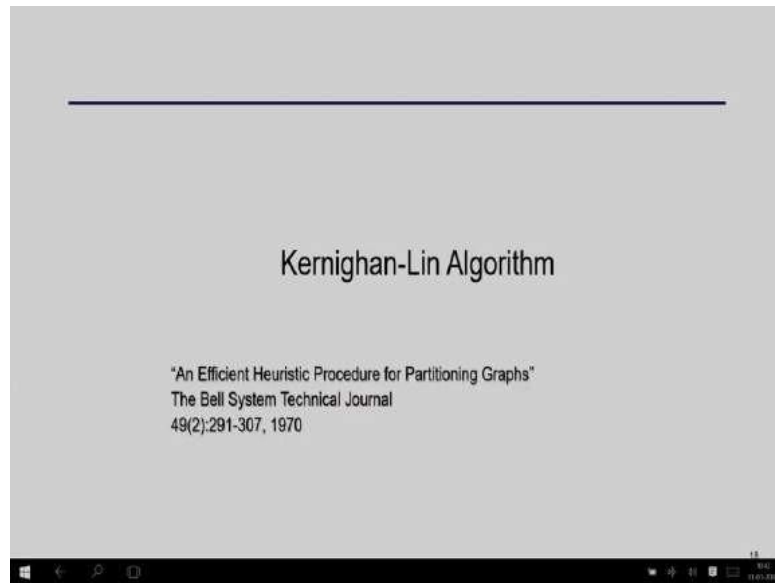 Kernighan-Lin Algorithm
“An Efficient Heuristic Procedure for Partitioning Graphs”
The Bell System Technical Journal
49(2):291-307, 1970